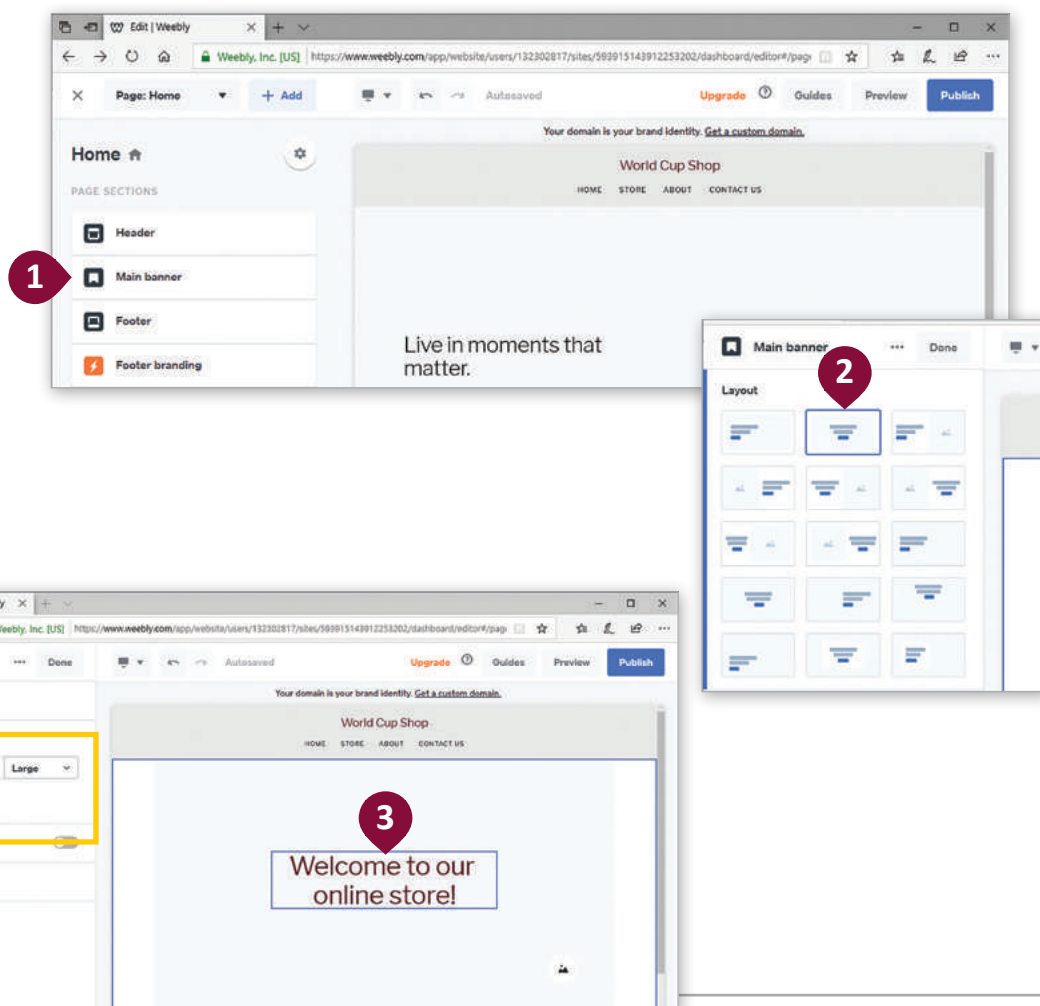 Edit | Weebly
Weebly, Inc. [US] https://www.weebly.com/app/website/users/132302817/sites/593915143912253202/dashboard/editor#/page
Page: Home + Add Autosaved Upgrade Guides Preview Publish
Your domain is your brand identity. Get a custom domain.
Home
World Cup Shop
PAGE SECTIONS
HOME STORE ABOUT CONTACT US
Header
1
Main banner
Footer
Footer branding
Live in moments that
matter.
Main banner ... Done
2
Layout
y
Weebly, Inc. [US] https://www.weebly.com/app/website/users/132302817/sites/593915143912253202/dashboard/editor#/page
... Done Autosaved Upgrade Guides Preview Publish
Your domain is your brand identity. Get a custom domain.
World Cup Shop
HOME STORE ABOUT CONTACT US
Large
3
Welcome to our
online store!